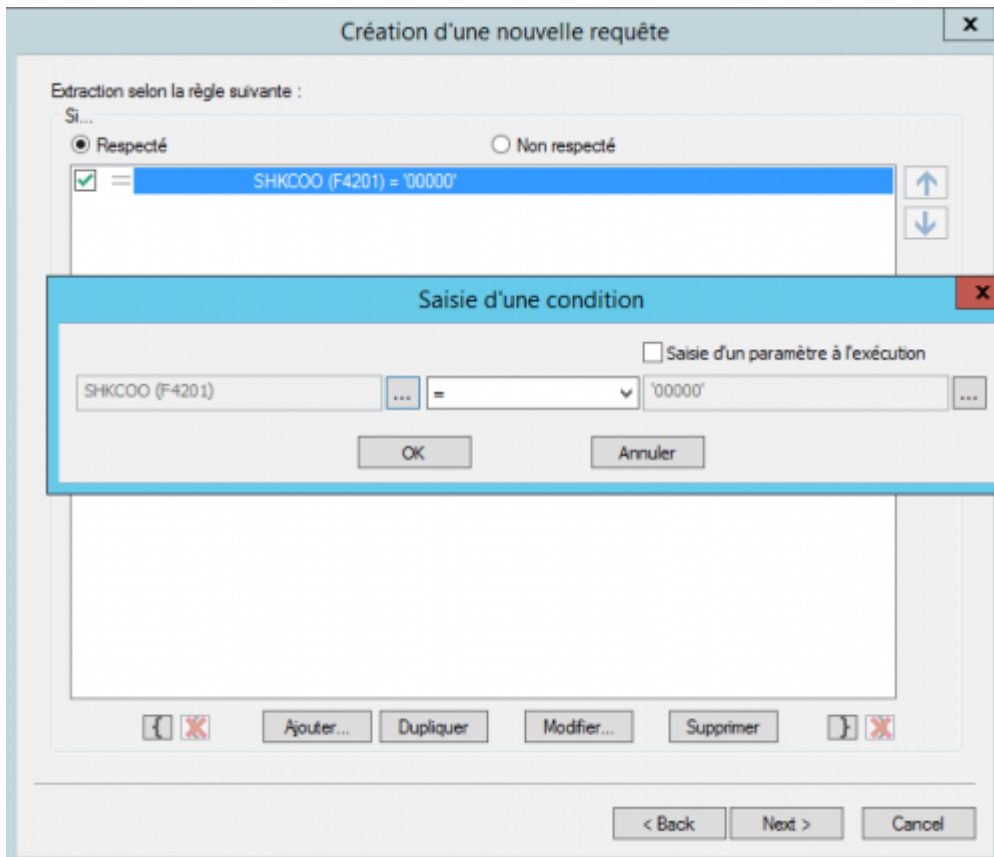 Création d'une nouvelle requête
x
Extraction selon la règle suivante :
Si...
Respecté Non respecté
= SHKCOO (F4201) = '00000'
Saisie d'une condition
x
Saisie d'un paramètre à l'exécution
SHKCOO (F4201) ... = '00000' ...
OK Annuler
{ Ajouter... Dupliquer Modifier... Supprimer }
< Back Next > Cancel